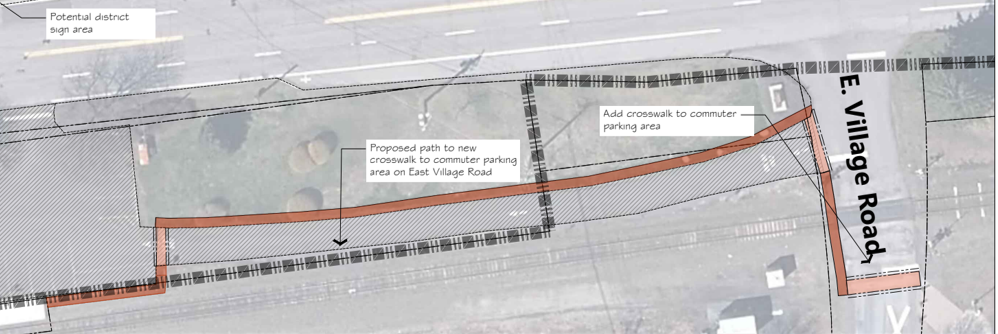 Potential district
sign area
Add crosswalk to commuter
parking area
Proposed path to new
crosswalk to commuter parking
area on East Village Road
E. Village Road